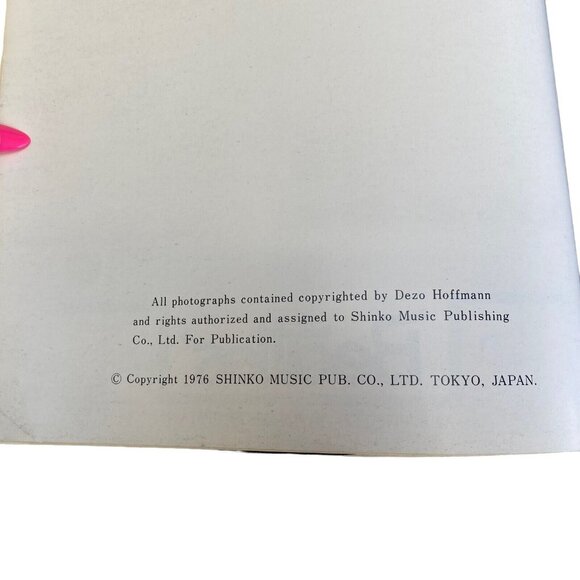 All photographs contained copyrighted by Dezo Hoffmann
and rights authorized and assigned to Shinko Music Publishing
Co., Ltd. For Publication.
© Copyright 1976 SHINKO MUSIC PUB. CO., LTD. TOKYO, JAPAN.